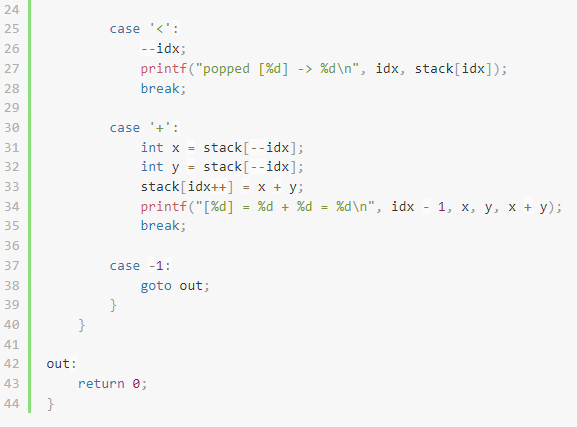 24
25         case '<':
26             --idx;
27             printf("popped [%d] -> %d\n", idx, stack[idx]);
28             break;
29
30         case '+':
31             int x = stack[--idx];
32             int y = stack[--idx];
33             stack[idx++] = x + y;
34             printf("[%d] = %d + %d = %d\n", idx - 1, x, y, x + y);
35             break;
36
37         case -1:
38             goto out;
39         }
40     }
41
42 out:
43     return 0;
44 }